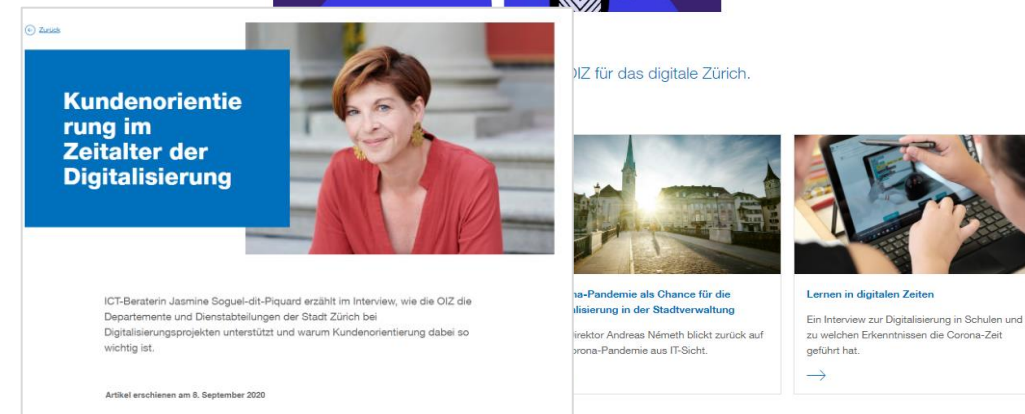 Zurück
Kundenorientie
rung im
Zeitalter der
Digitalisierung
ICT-Beraterin Jasmine Soguel-dit-Piquard erzählt im Interview, wie die OIZ die
Departemente und Dienstabteilungen der Stadt Zürich bei
Digitalisierungsprojekten unterstützt und warum Kundenorientierung dabei so
wichtig ist.
Artikel erschienen am 8. September 2020
OIZ für das digitale Zürich.
na-Pandemie als Chance für die
alisierung in der Stadtverwaltung
irektor Andreas Németh blickt zurück auf
orona-Pandemie aus IT-Sicht.
Lernen in digitalen Zeiten
Ein Interview zur Digitalisierung in Schulen und
zu welchen Erkenntnissen die Corona-Zeit
geführt hat.